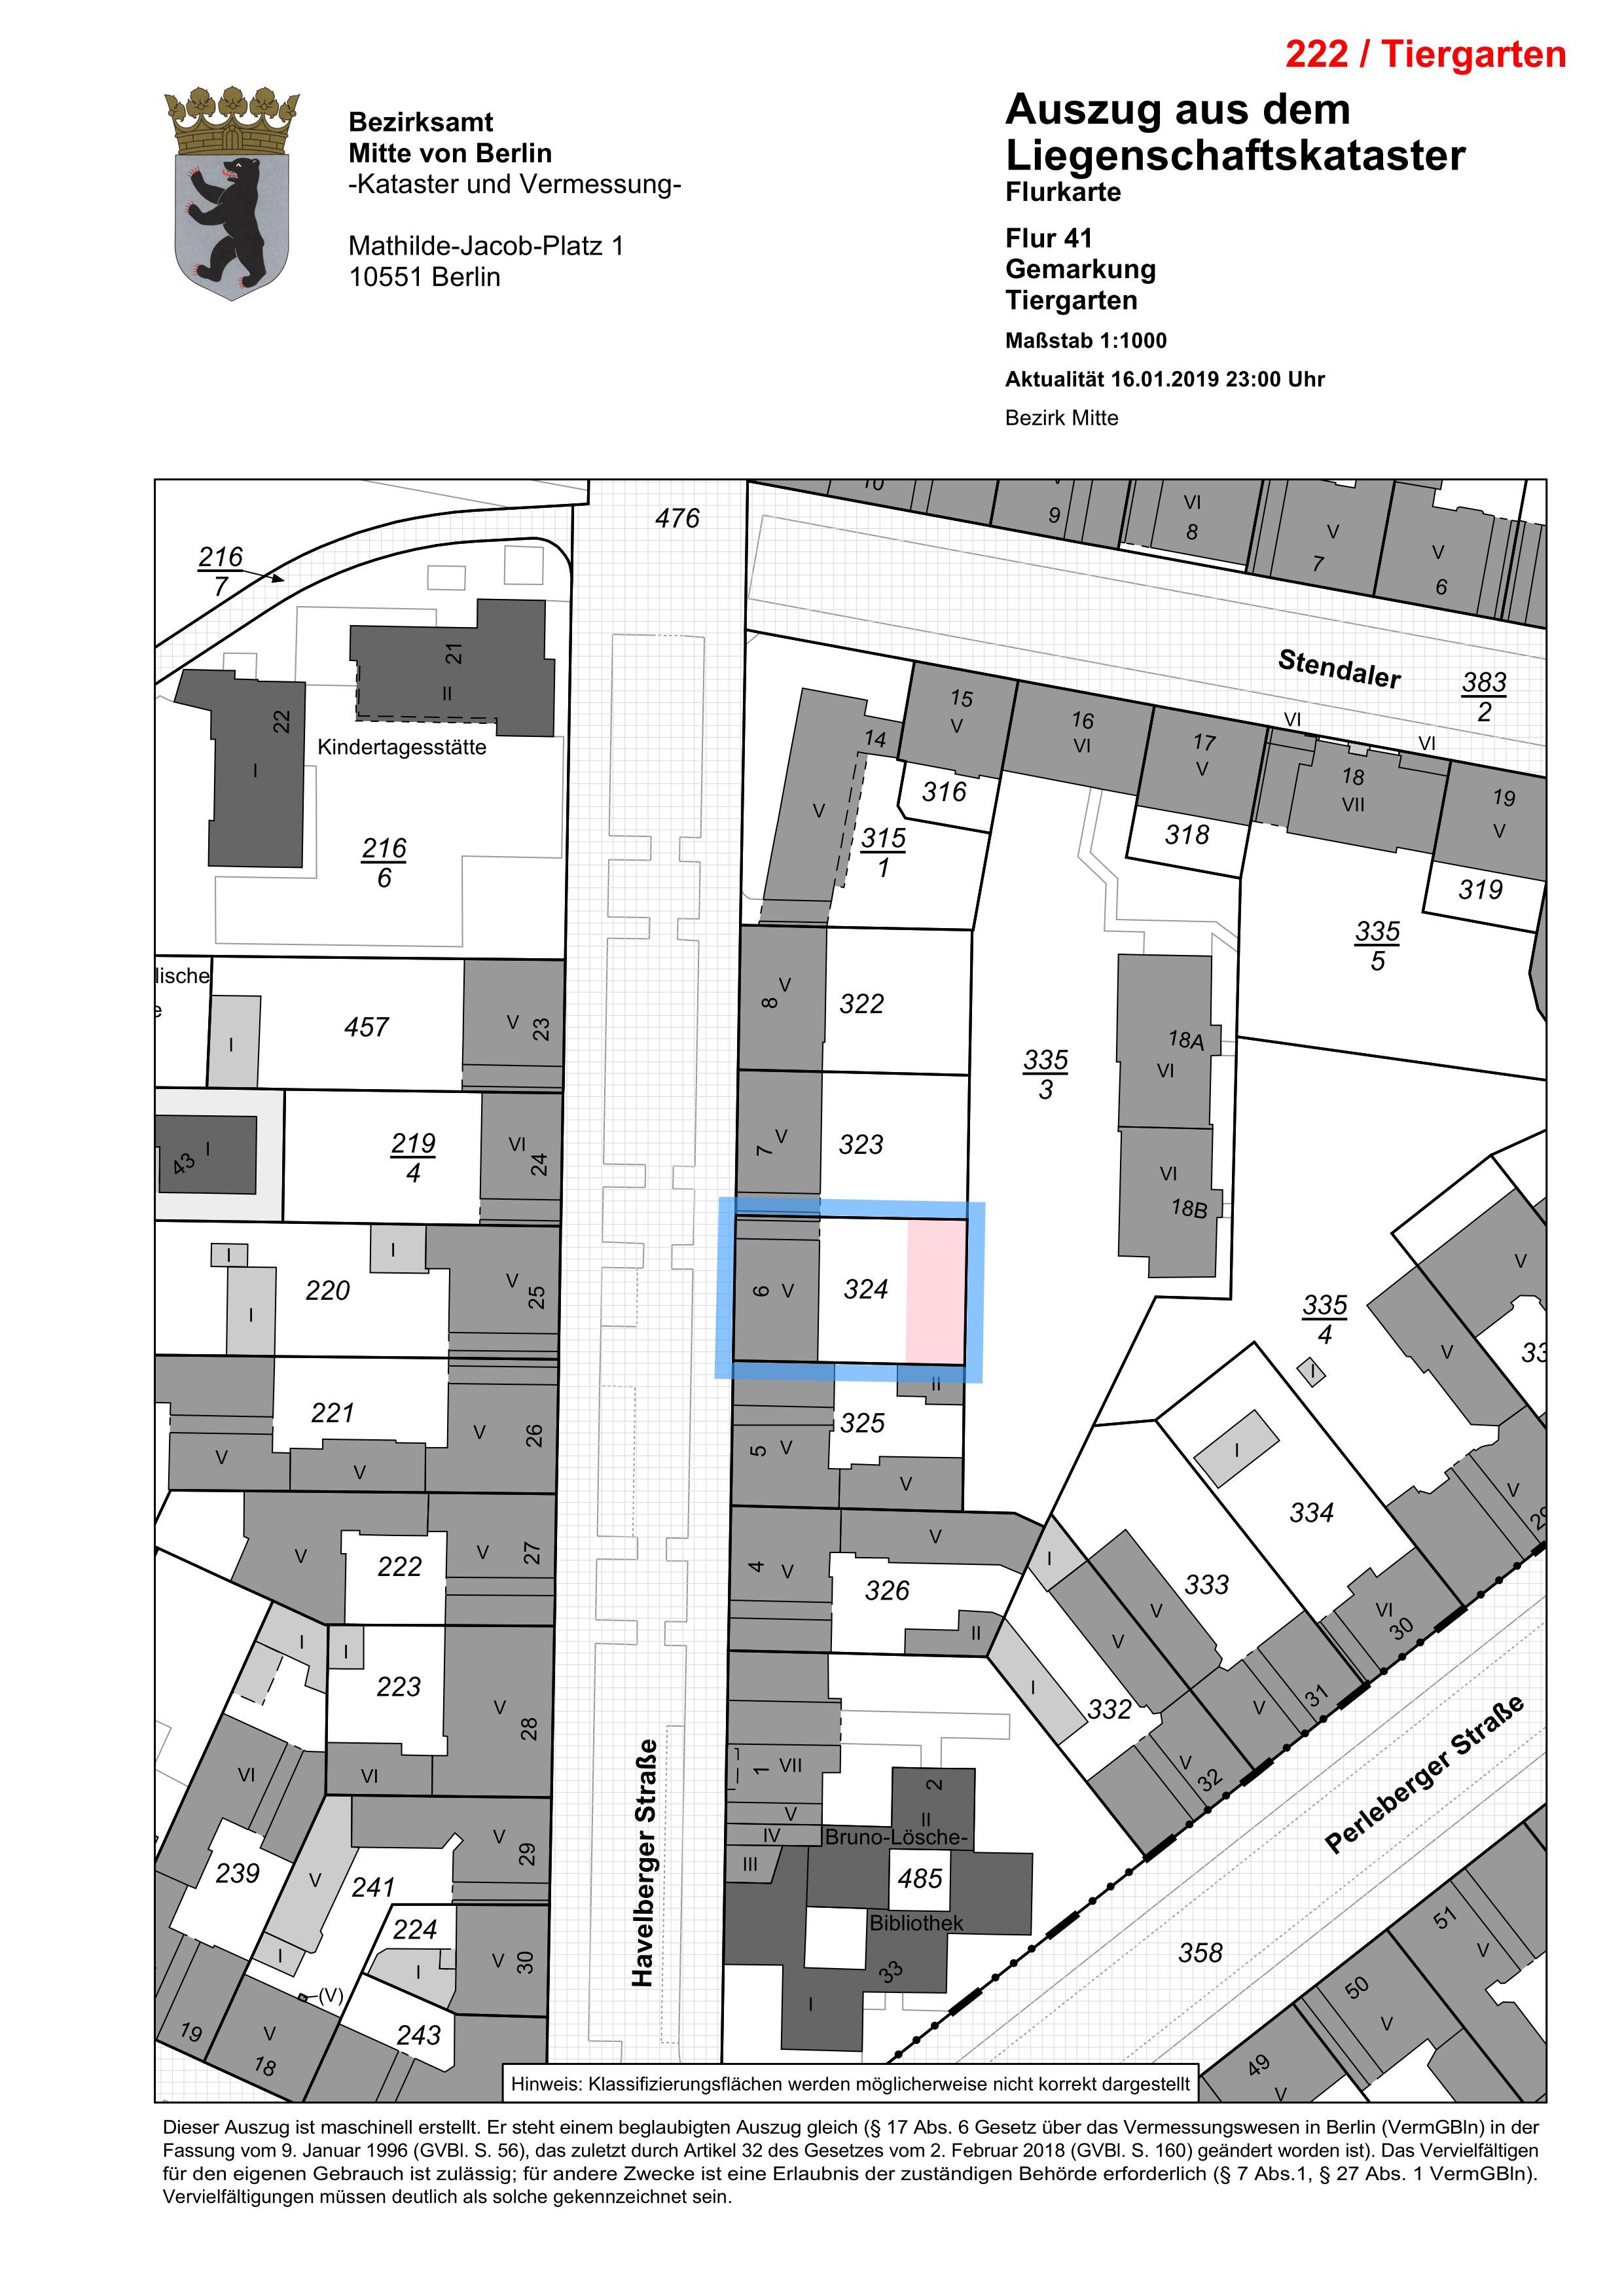 222 / Tiergarten
Bezirksamt
Mitte von Berlin
-Kataster und Vermessung-
Mathilde-Jacob-Platz 1
10551 Berlin
Auszug aus dem
Liegenschaftskataster
Flurkarte
Flur 41
Gemarkung
Tiergarten
Maßstab 1:1000
Aktualität 16.01.2019 23:00 Uhr
Bezirk Mitte
476
10
9
VI
8
V
7
V
6
216
7
21
II
22
I
Kindertagesstätte
216
6
Stendaler
383
2
14
V
15
V
16
VI
17
V
VI
VI
18
VII
19
V
315
1
316
318
319
335
5
lische
I
457
V
23
8
V
322
335
3
18A
VI
43
I
219
4
VI
24
7
V
323
VI
18B
I
I
I
220
V
25
6
V
324
335
4
V
V
33
I
221
V
V
V
26
II
325
5
V
V
I
334
V
29
V
222
V
27
4
V
V
326
II
I
333
V
V
VI
30
I
I
223
V
28
VI
VI
I
332
V
31
V
32
Havelberger Straße
Perleberger Straße
1
VII
V
IV
III
2
II
Bruno-Lösche-
485
Bibliothek
33
I
239
V
241
V
29
I
224
I
V
30
(V)
243
19
V
18
358
51
V
50
V
49
V
Hinweis: Klassifizierungsflächen werden möglicherweise nicht korrekt dargestellt
Dieser Auszug ist maschinell erstellt. Er steht einem beglaubigten Auszug gleich (§ 17 Abs. 6 Gesetz über das Vermessungswesen in Berlin (VermGBln) in der
Fassung vom 9. Januar 1996 (GVBl. S. 56), das zuletzt durch Artikel 32 des Gesetzes vom 2. Februar 2018 (GVBl. S. 160) geändert worden ist). Das Vervielfältigen
für den eigenen Gebrauch ist zulässig; für andere Zwecke ist eine Erlaubnis der zuständigen Behörde erforderlich (§ 7 Abs.1, § 27 Abs. 1 VermGBln).
Vervielfältigungen müssen deutlich als solche gekennzeichnet sein.